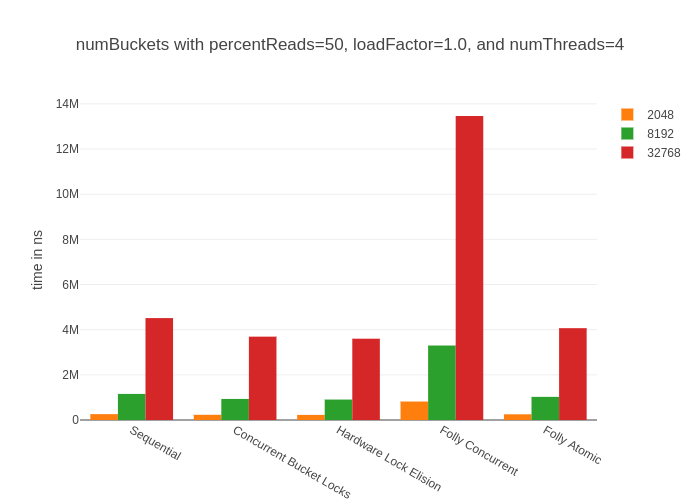 numBuckets with percentReads=50, loadFactor=1.0, and numThreads=4
14M
12M
10M
8M
6M
4M
2M
0
time in ns
2048
8192
32768
Sequential
Concurrent Bucket Locks
Hardware Lock Elision
Folly Concurrent
Folly Atomic